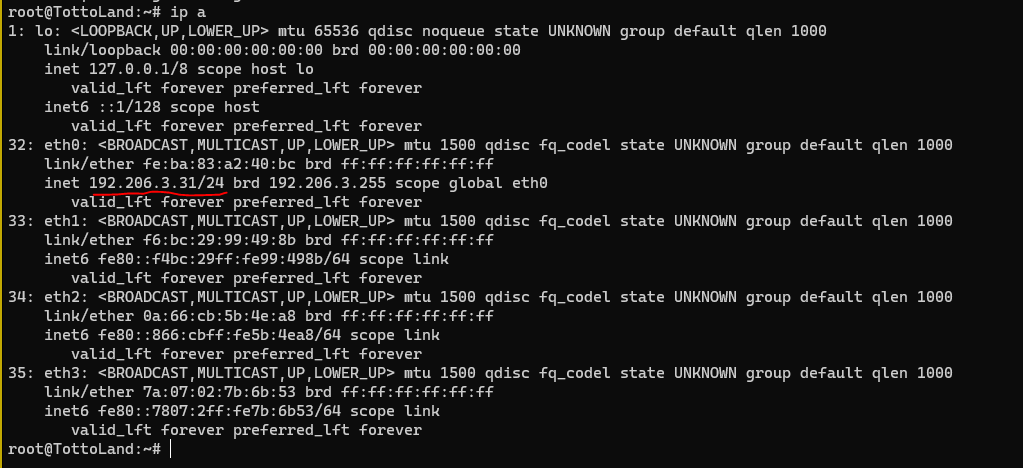 root@TottoLand:~# ip a
1: lo: <LOOPBACK,UP,LOWER_UP> mtu 65536 qdisc noqueue state UNKNOWN group default qlen 1000
    link/loopback 00:00:00:00:00:00 brd 00:00:00:00:00:00
    inet 127.0.0.1/8 scope host lo
       valid_lft forever preferred_lft forever
    inet6 ::1/128 scope host
       valid_lft forever preferred_lft forever
32: eth0: <BROADCAST,MULTICAST,UP,LOWER_UP> mtu 1500 qdisc fq_codel state UNKNOWN group default qlen 1000
    link/ether fe:ba:83:a2:40:bc brd ff:ff:ff:ff:ff:ff
    inet 192.206.3.31/24 brd 192.206.3.255 scope global eth0
       valid_lft forever preferred_lft forever
33: eth1: <BROADCAST,MULTICAST,UP,LOWER_UP> mtu 1500 qdisc fq_codel state UNKNOWN group default qlen 1000
    link/ether f6:bc:29:99:49:8b brd ff:ff:ff:ff:ff:ff
    inet6 fe80::f4bc:29ff:fe99:498b/64 scope link
       valid_lft forever preferred_lft forever
34: eth2: <BROADCAST,MULTICAST,UP,LOWER_UP> mtu 1500 qdisc fq_codel state UNKNOWN group default qlen 1000
    link/ether 0a:66:cb:5b:4e:a8 brd ff:ff:ff:ff:ff:ff
    inet6 fe80::866:cbff:fe5b:4ea8/64 scope link
       valid_lft forever preferred_lft forever
35: eth3: <BROADCAST,MULTICAST,UP,LOWER_UP> mtu 1500 qdisc fq_codel state UNKNOWN group default qlen 1000
    link/ether 7a:07:02:7b:6b:53 brd ff:ff:ff:ff:ff:ff
    inet6 fe80::7807:2ff:fe7b:6b53/64 scope link
       valid_lft forever preferred_lft forever
root@TottoLand:~#